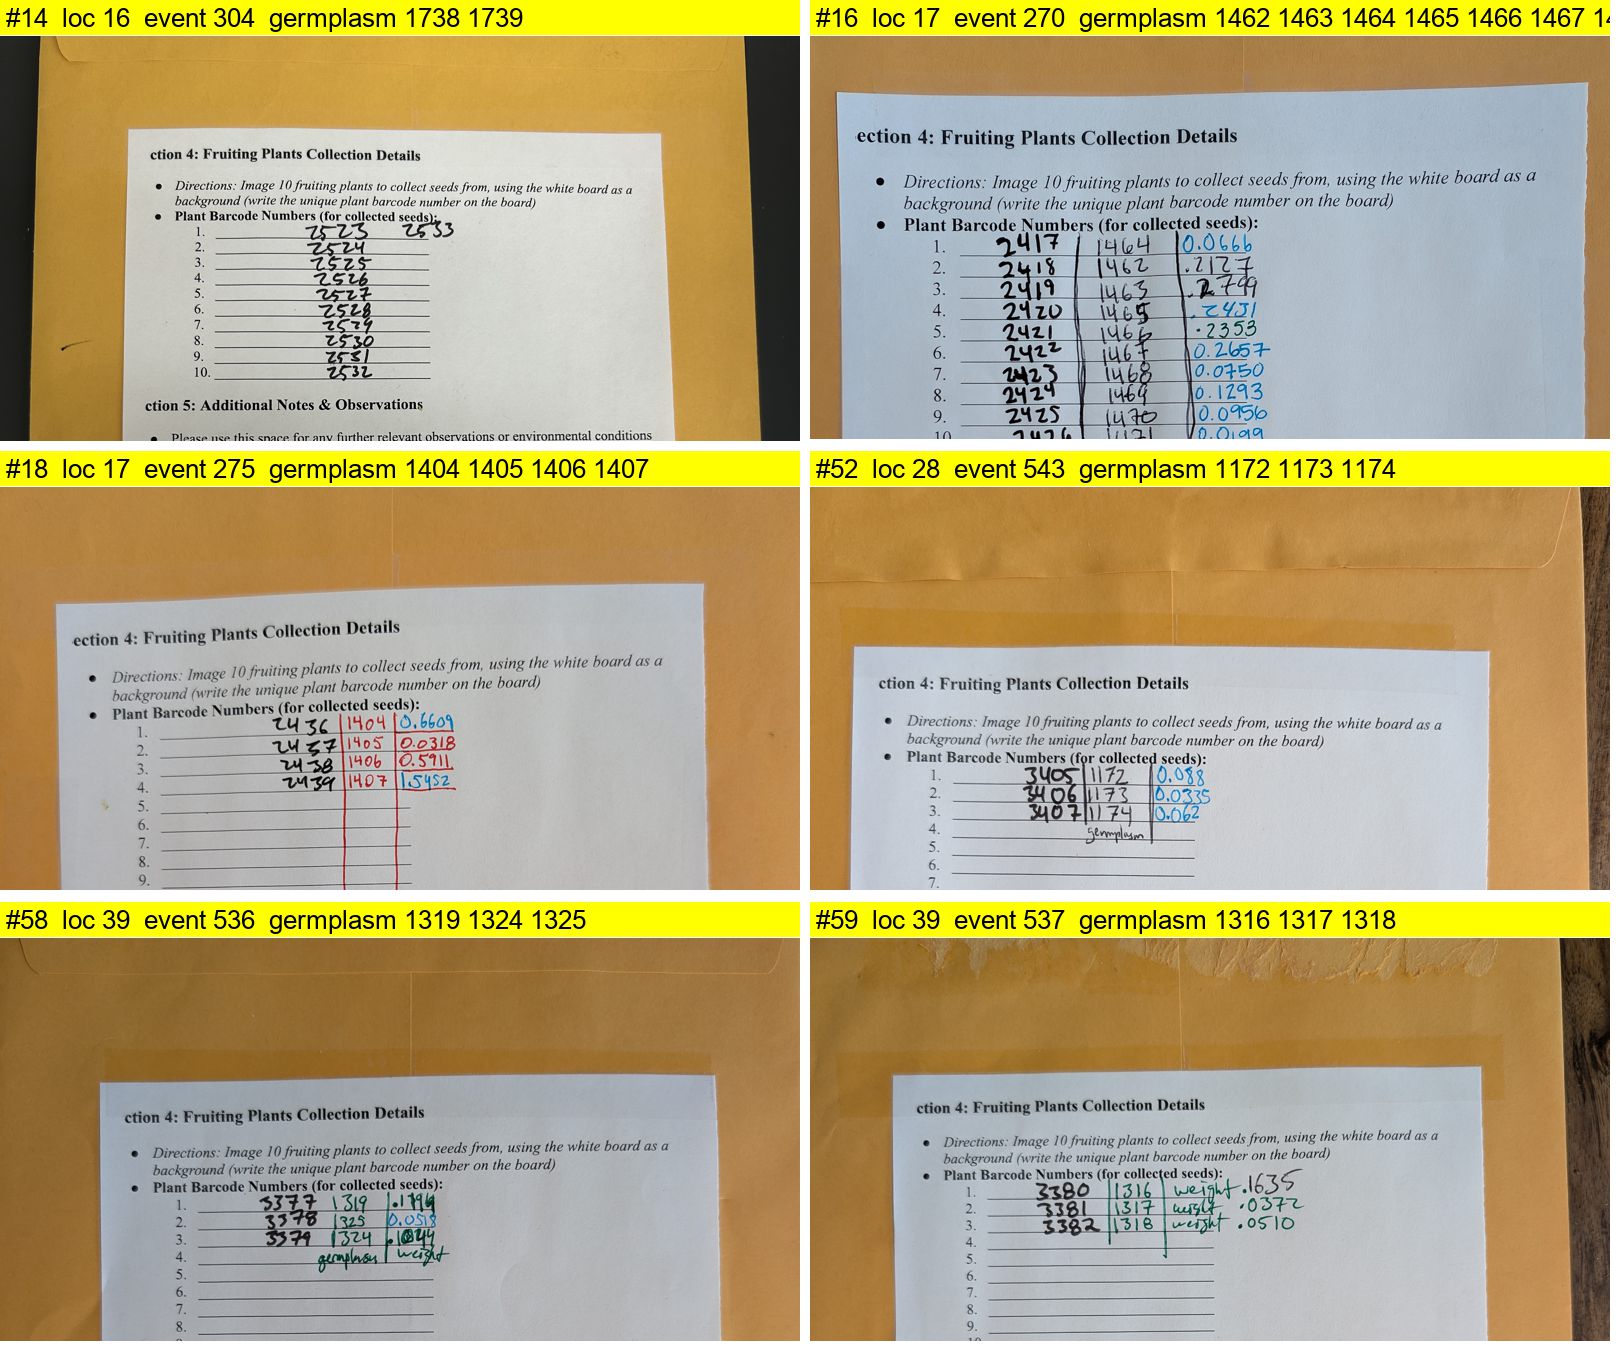 #14 loc 16 event 304 germplasm 1738 1739
ction 4: Fruiting Plants Collection Details
• Directions: Image 10 fruiting plants to collect seeds from, using the white board as a
background (write the unique plant barcode number on the board)
• Plant Barcode Numbers (for collected seeds):
1. 2523 2533
2. 2524
3. 2525
4. 2526
5. 2527
6. 2528
7. 2529
8. 2530
9. 2531
10. 2532
ction 5: Additional Notes & Observations
• Please use this space for any further relevant observations or environmental conditions
#16 loc 17 event 270 germplasm 1462 1463 1464 1465 1466 1467 14
ection 4: Fruiting Plants Collection Details
• Directions: Image 10 fruiting plants to collect seeds from, using the white board as a
background (write the unique plant barcode number on the board)
• Plant Barcode Numbers (for collected seeds):
1. 2417 1464 0.0666
2. 2418 1462 .2127
3. 2419 1463 .2799
4. 2420 1465 .2431
5. 2421 1466 .2353
6. 2422 1467 0.2657
7. 2423 1468 0.0750
8. 2424 1469 0.1293
9. 2425 1470 0.0956
10 2426 1171 0.0199
#18 loc 17 event 275 germplasm 1404 1405 1406 1407
ection 4: Fruiting Plants Collection Details
• Directions: Image 10 fruiting plants to collect seeds from, using the white board as a
background (write the unique plant barcode number on the board)
• Plant Barcode Numbers (for collected seeds):
1. 2436 1404 0.6609
2. 2437 1405 0.0318
3. 2438 1406 0.5911
4. 2439 1407 1.5452
5.
6.
7.
8.
9.
#52 loc 28 event 543 germplasm 1172 1173 1174
ction 4: Fruiting Plants Collection Details
• Directions: Image 10 fruiting plants to collect seeds from, using the white board as a
background (write the unique plant barcode number on the board)
• Plant Barcode Numbers (for collected seeds):
1. 3405 1172 0.088
2. 3406 1173 0.0335
3. 3407 1174 0.062
4. germplasm
5.
6.
7.
#58 loc 39 event 536 germplasm 1319 1324 1325
ction 4: Fruiting Plants Collection Details
• Directions: Image 10 fruiting plants to collect seeds from, using the white board as a
background (write the unique plant barcode number on the board)
• Plant Barcode Numbers (for collected seeds):
1. 3377 1319
2. 3378 1325 0.0518
3. 3379 1324
4. germplasm weight
5.
6.
7.
8.
#59 loc 39 event 537 germplasm 1316 1317 1318
ction 4: Fruiting Plants Collection Details
• Directions: Image 10 fruiting plants to collect seeds from, using the white board as a
background (write the unique plant barcode number on the board)
• Plant Barcode Numbers (for collected seeds):
1. 3380 1316 weight .1635
2. 3381 1317 weight .0372
3. 3382 1318 weight .0510
4.
5.
6.
7.
8.
9.
10